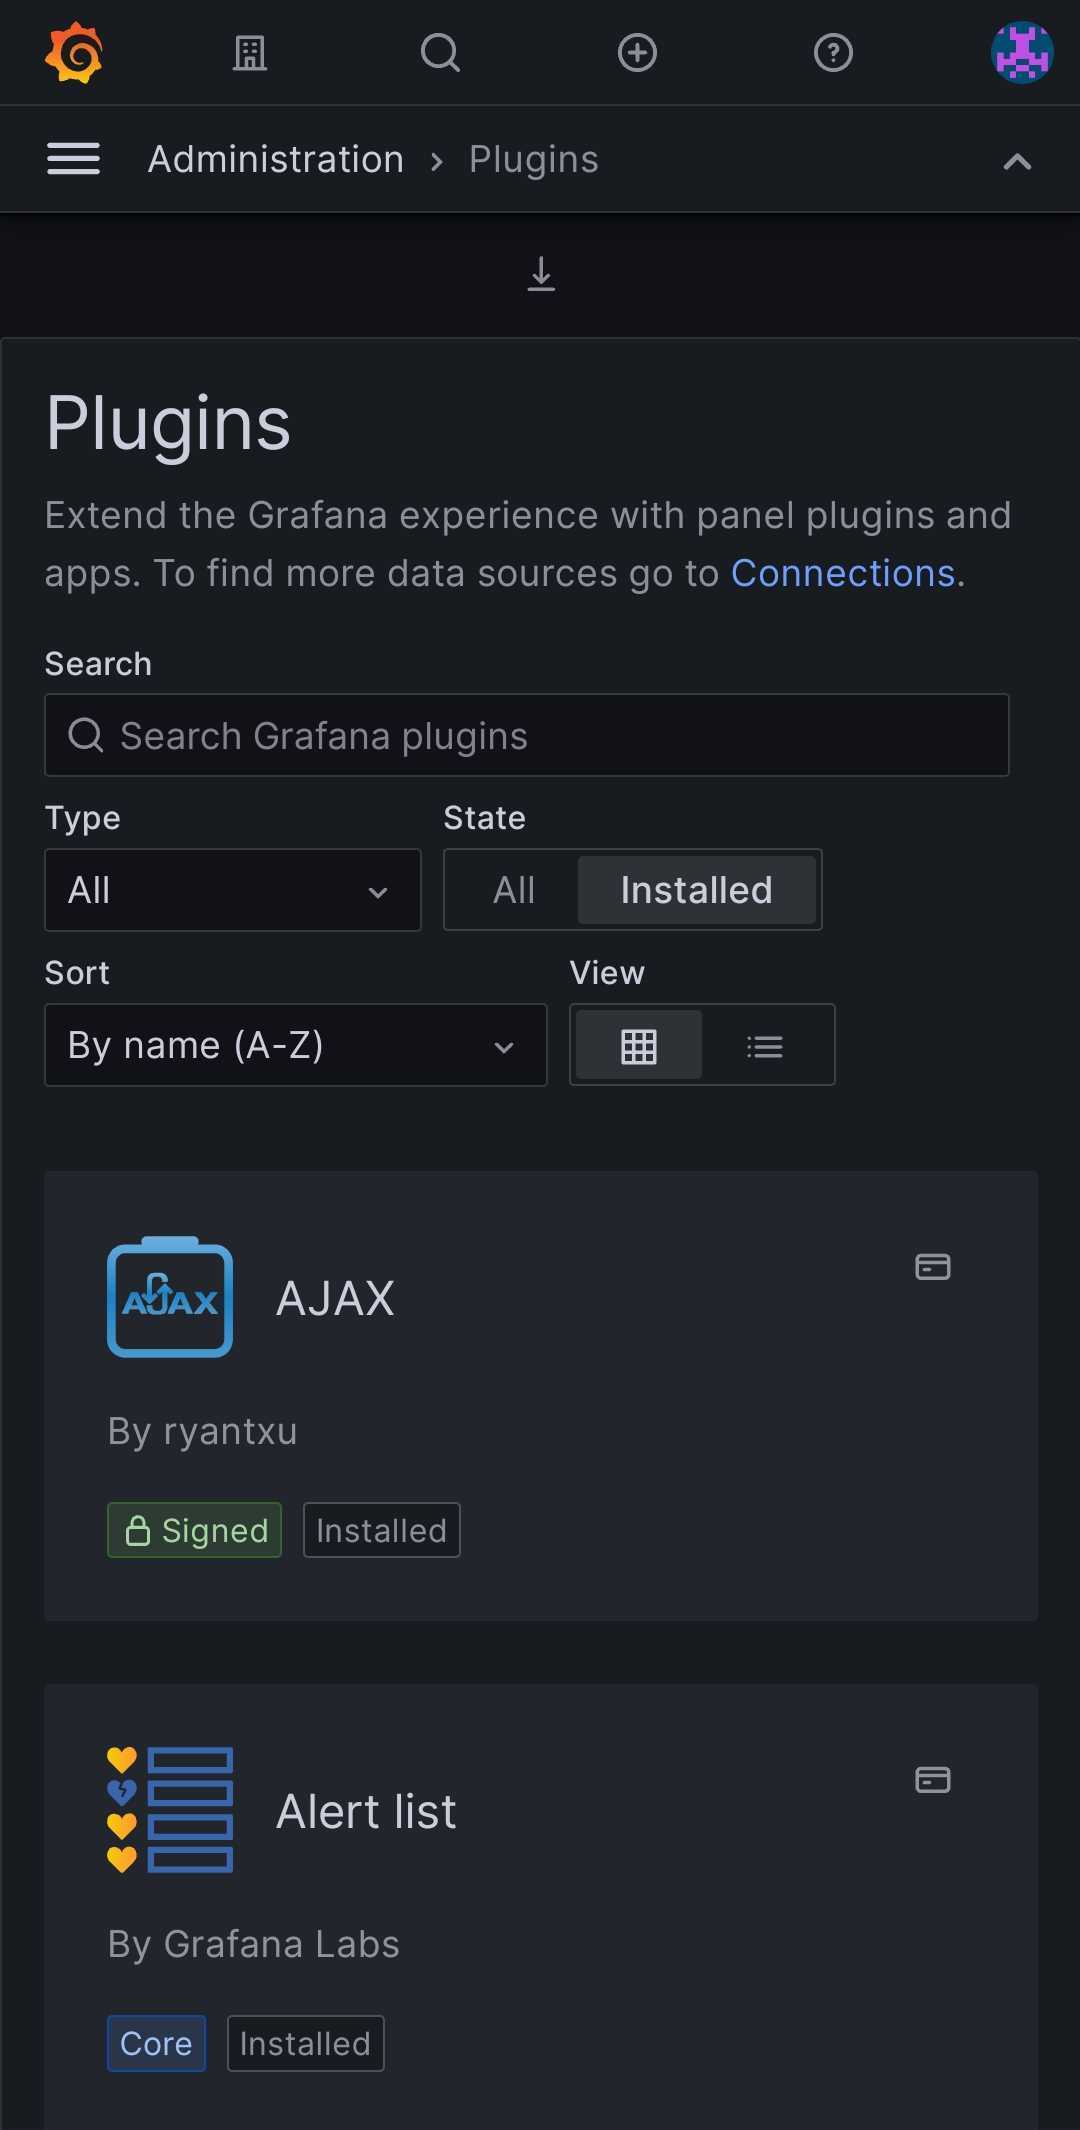 Administration › Plugins
Plugins
Extend the Grafana experience with panel plugins and
apps. To find more data sources go to Connections.
Search
Search Grafana plugins
Type State
All All Installed
Sort View
By name (A-Z)
AJAX AJAX
By ryantxu
Signed Installed
Alert list
By Grafana Labs
Core Installed